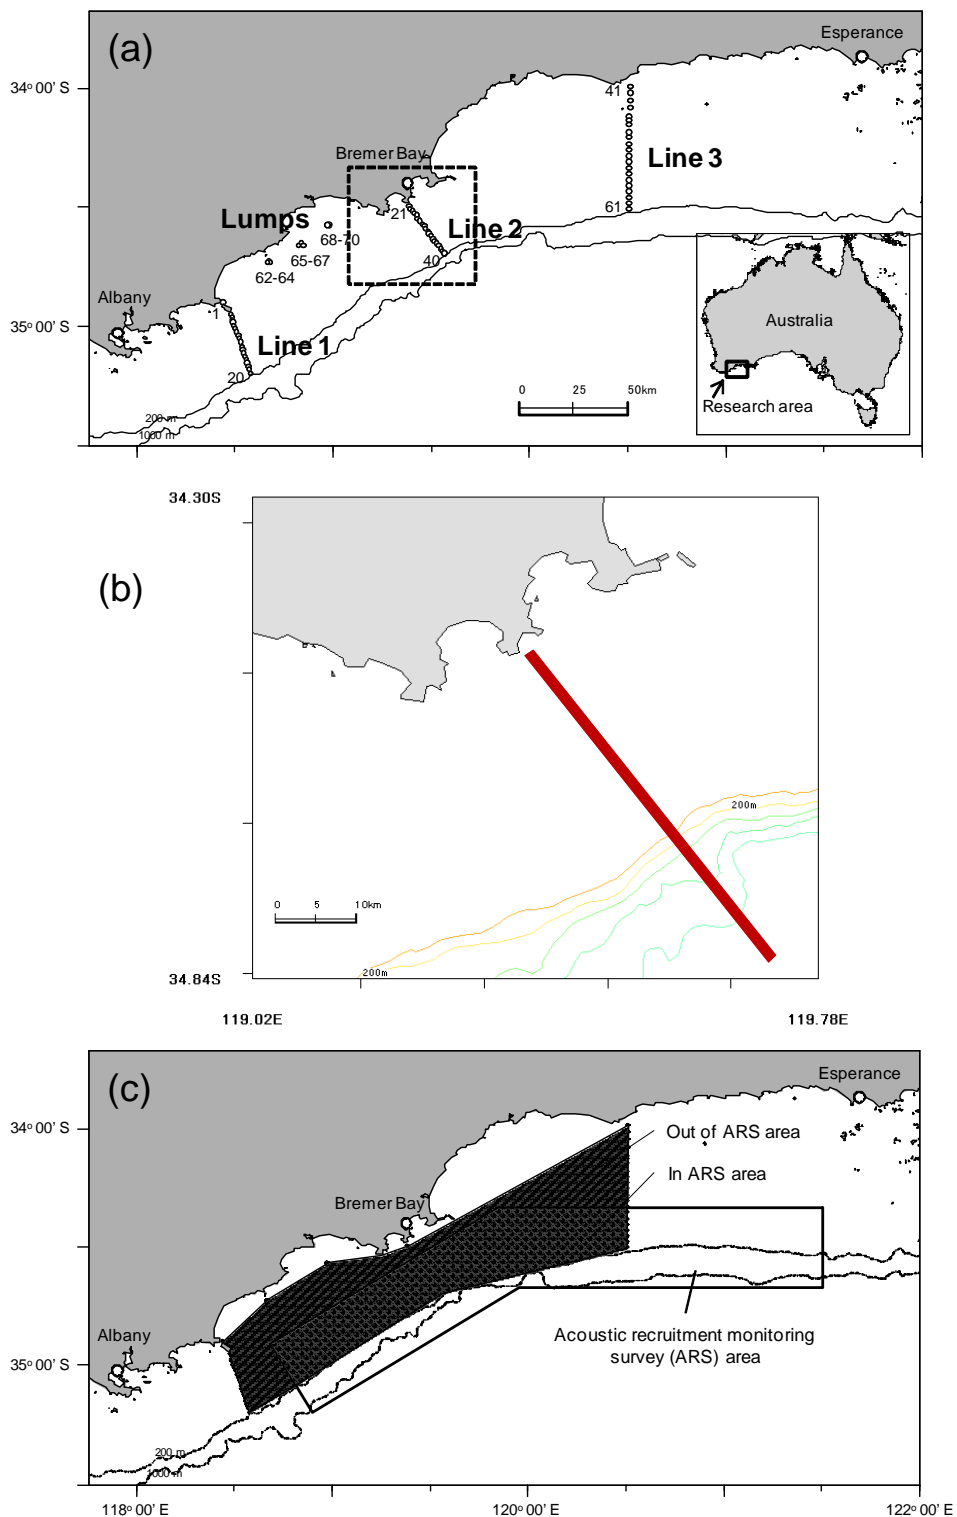 (a)
Esperance
34° 00' S
41
Bremer Bay
Line 3
21
61
Lumps
68-70
Line 2
65-67
40
62-64
Albany
1
Australia
35° 00' S
Line 1
20
0 25 50km
Research area
200 m
1000 m
34.30S
(b)
200m
0 5 10km
200m
34.84S
119.02E 119.78E
(c)
Esperance
34° 00' S
Out of ARS area
In ARS area
Bremer Bay
Albany
Acoustic recruitment monitoring
survey (ARS) area
35° 00' S
200 m
1000 m
118° 00' E 120° 00' E 122° 00' E